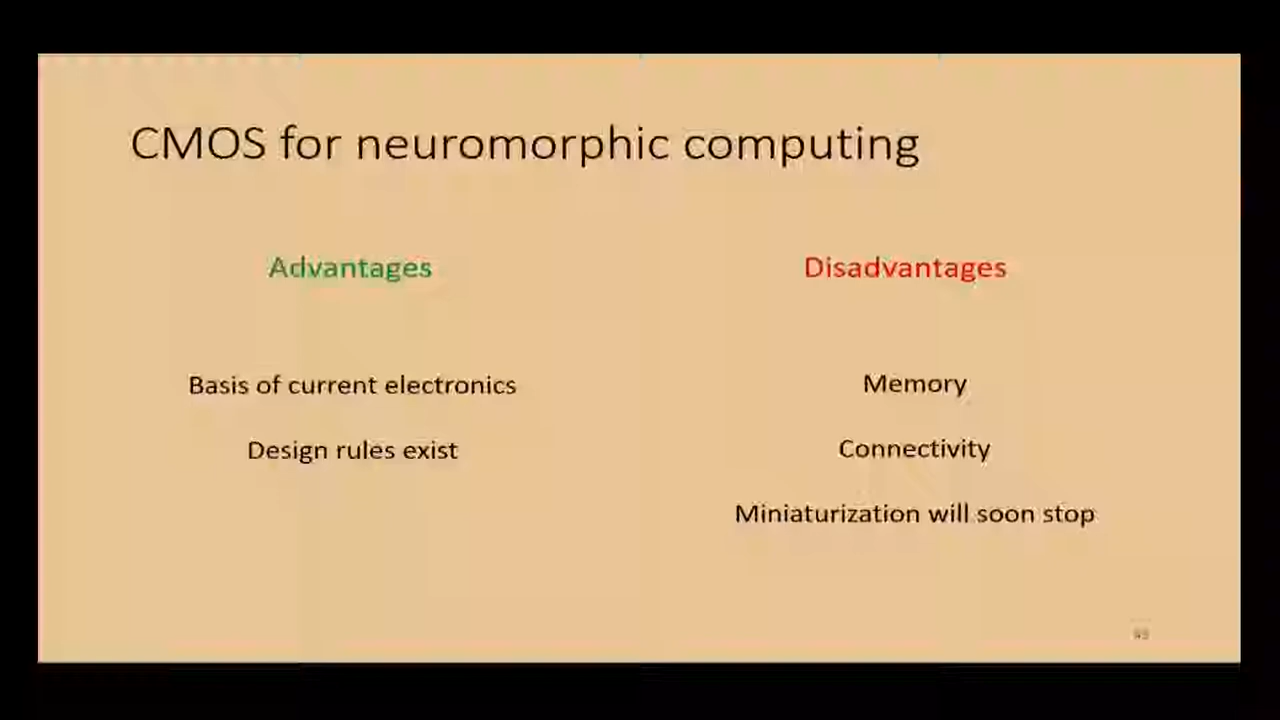 CMOS for neuromorphic computing
Advantages
Basis of current electronics
Design rules exist
Disadvantages
Memory
Connectivity
Miniaturization will soon stop